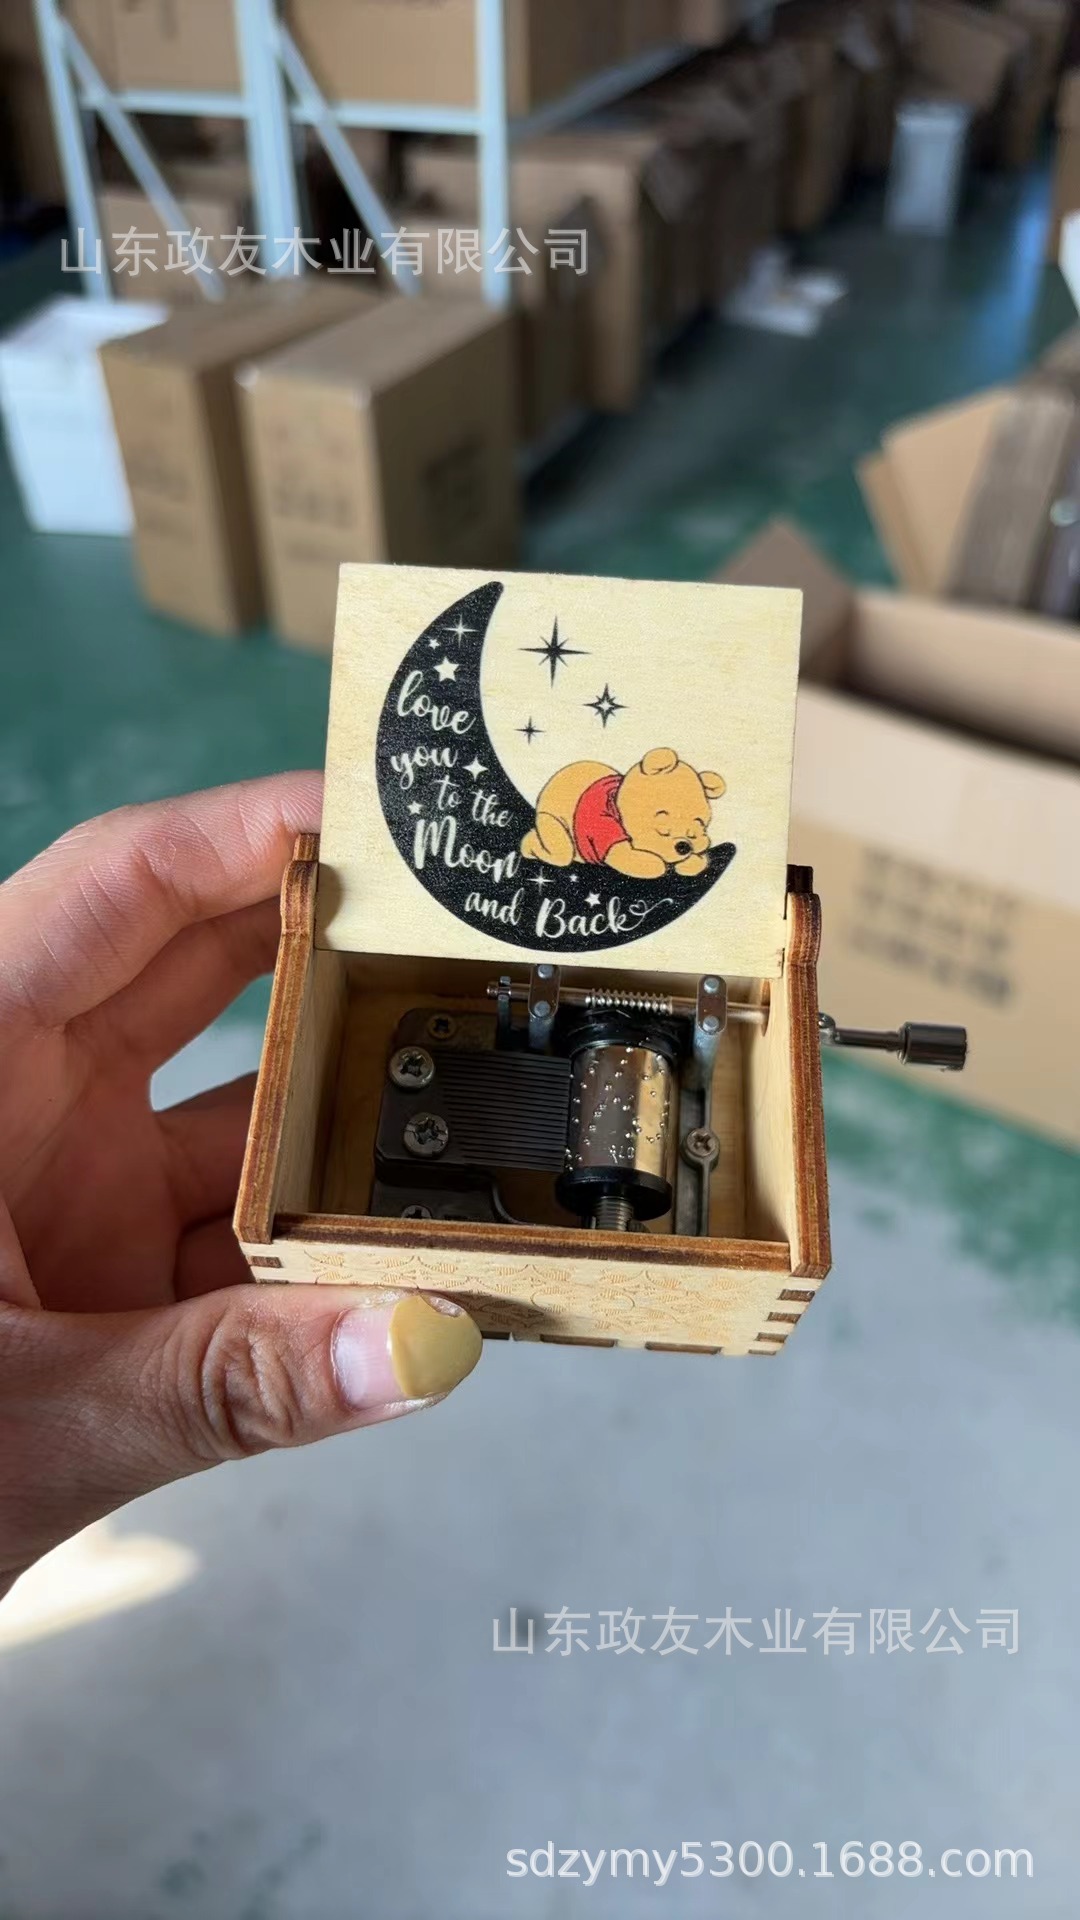 山东政友木业有限公司
love
you
to the
Moon
and Back
山东政友木业有限公司
sdzymy5300.1688.com